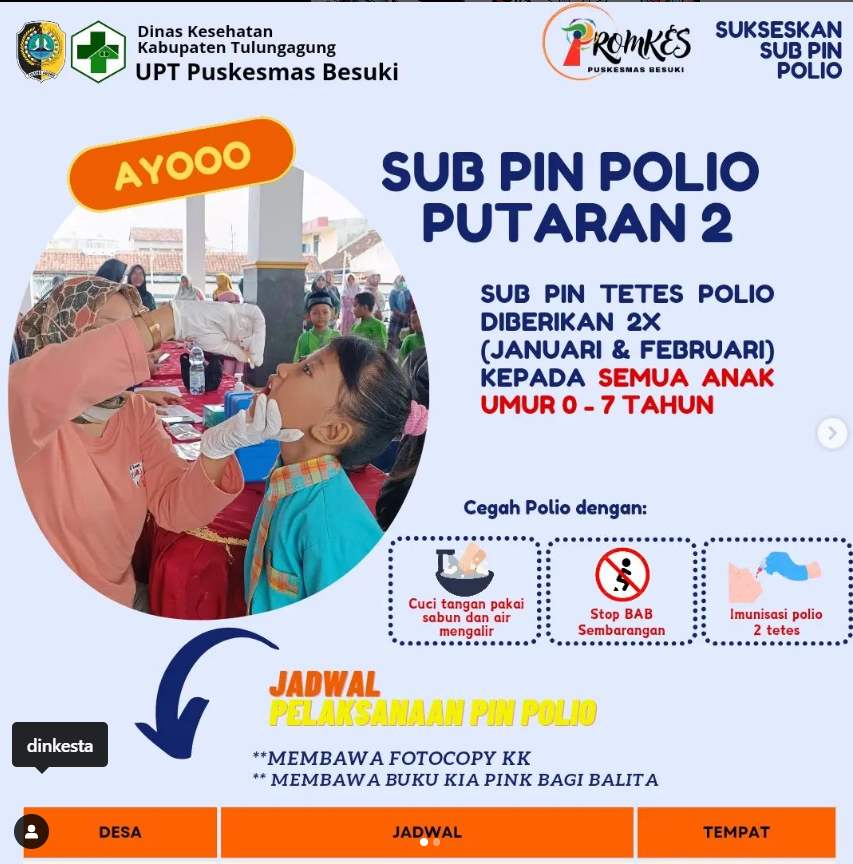 Dinas Kesehatan
Kabupaten Tulungagung
UPT Puskesmas Besuki
PROMKES
PUSKESMAS BESUKI
SUKSESKAN
SUB PIN
POLIO
AYOOO
SUB PIN POLIO
PUTARAN 2
SUB PIN TETES POLIO
DIBERIKAN 2X
(JANUARI & FEBRUARI)
KEPADA SEMUA ANAK
UMUR 0 - 7 TAHUN
Cegah Polio dengan:
Cuci tangan pakai
sabun dan air
mengalir
Stop BAB
Sembarangan
Imunisasi polio
2 tetes
JADWAL
PELAKSANAAN PIN POLIO
**MEMBAWA FOTOCOPY KK
** MEMBAWA BUKU KIA PINK BAGI BALITA
dinkesta
DESA
JADWAL
TEMPAT